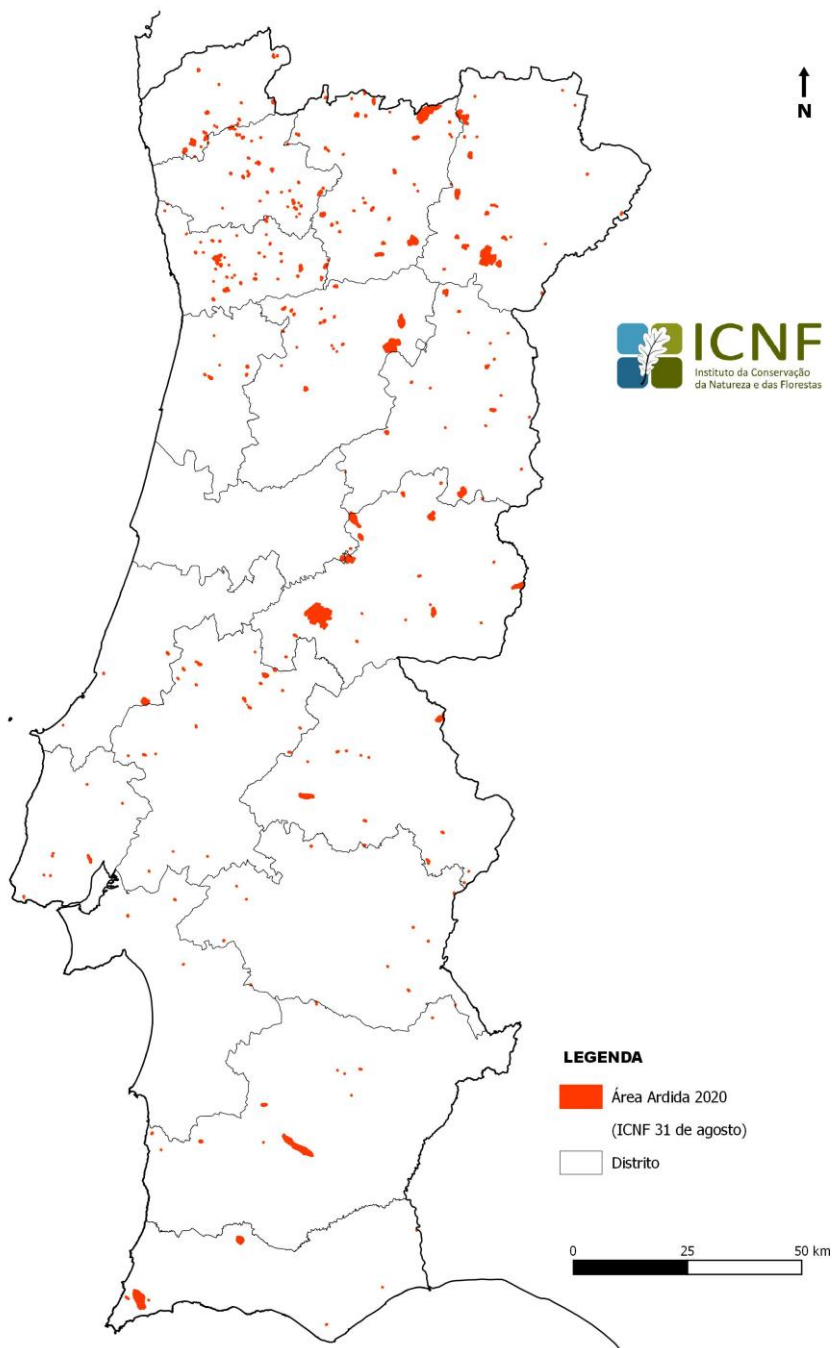 N
ICNF
Instituto da Conservação
da Natureza e das Florestas
LEGENDA
Área Ardida 2020
(ICNF 31 de agosto)
Distrito
0 25 50 km